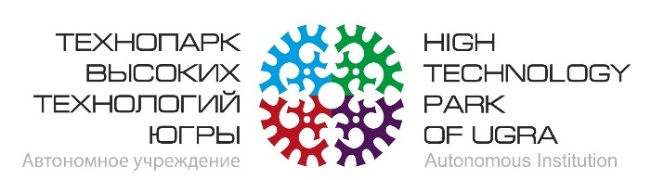 ТЕХНОПАРК
ВЫСОКИХ
ТЕХНОЛОГИЙ
ЮГРЫ
Автономное учреждение
HIGH
TECHNOLOGY
PARK
OF UGRA
Autonomous Institution